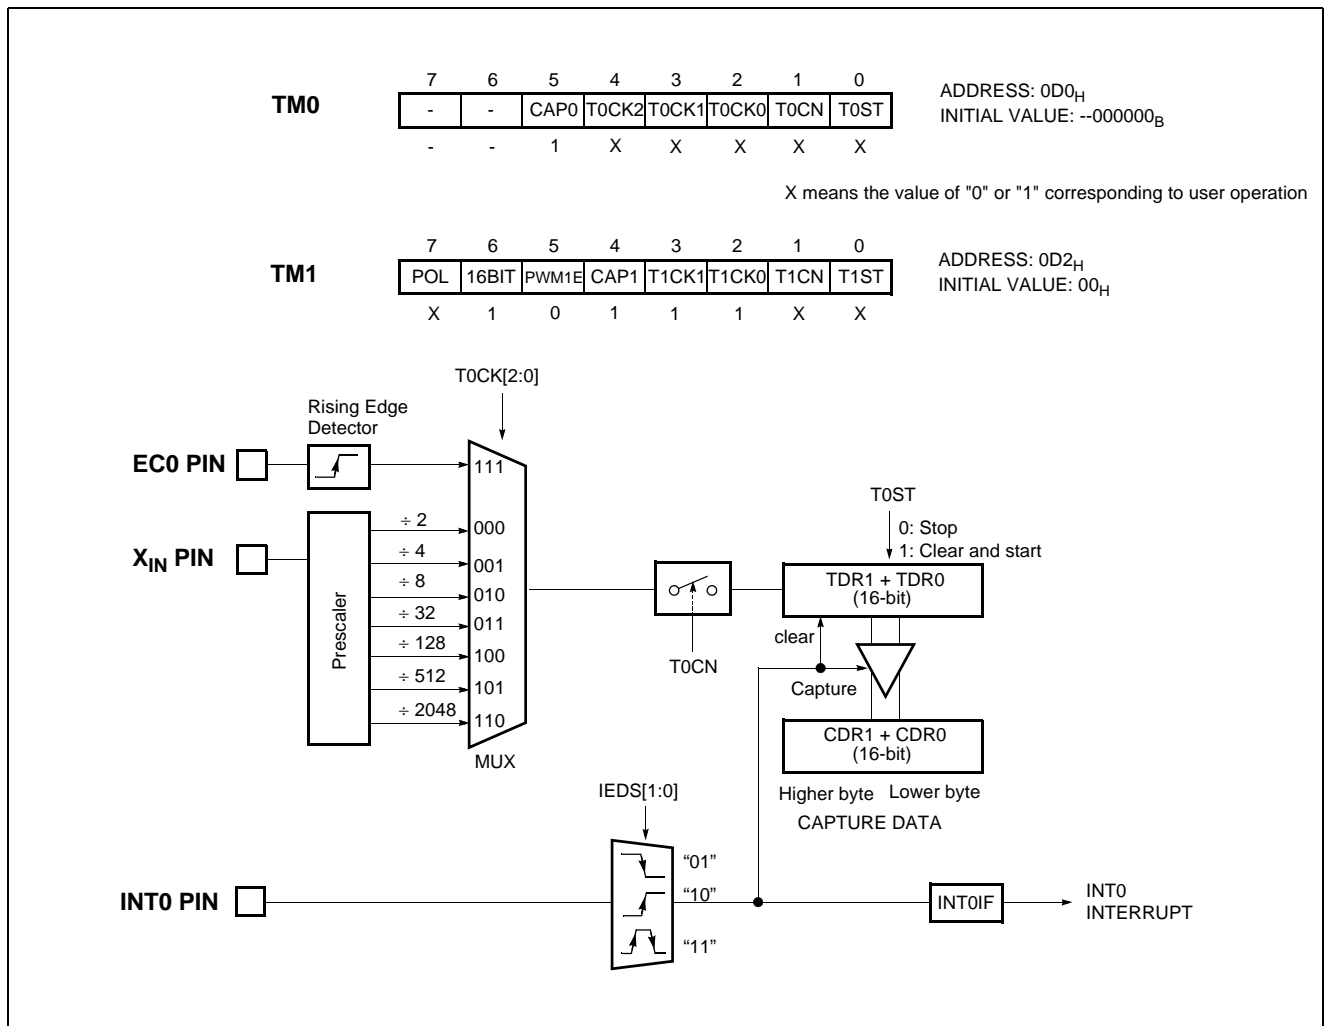 7 6 5 4 3 2 1 0
TM0 - - CAP0 T0CK2 T0CK1 T0CK0 T0CN T0ST
- - 1 X X X X X
ADDRESS: 0D0H
INITIAL VALUE: --000000B
X means the value of "0" or "1" corresponding to user operation
7 6 5 4 3 2 1 0
TM1 POL 16BIT PWM1E CAP1 T1CK1 T1CK0 T1CN T1ST
X 1 0 1 1 1 X X
ADDRESS: 0D2H
INITIAL VALUE: 00H
T0CK[2:0]
Rising Edge
Detector
EC0 PIN
111
XIN PIN
Prescaler
÷ 2 000
÷ 4 001
÷ 8 010
÷ 32 011
÷ 128 100
÷ 512 101
÷ 2048 110
MUX
T0CN
T0ST
0: Stop
1: Clear and start
TDR1 + TDR0
(16-bit)
clear
Capture
CDR1 + CDR0
(16-bit)
Higher byte Lower byte
CAPTURE DATA
IEDS[1:0]
INT0 PIN
“01”
“10”
“11”
INT0IF
INT0
INTERRUPT